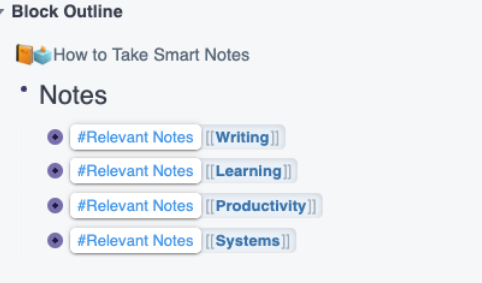 Block Outline
📙🗳️How to Take Smart Notes
Notes
#Relevant Notes [[Writing]]
#Relevant Notes [[Learning]]
#Relevant Notes [[Productivity]]
#Relevant Notes [[Systems]]